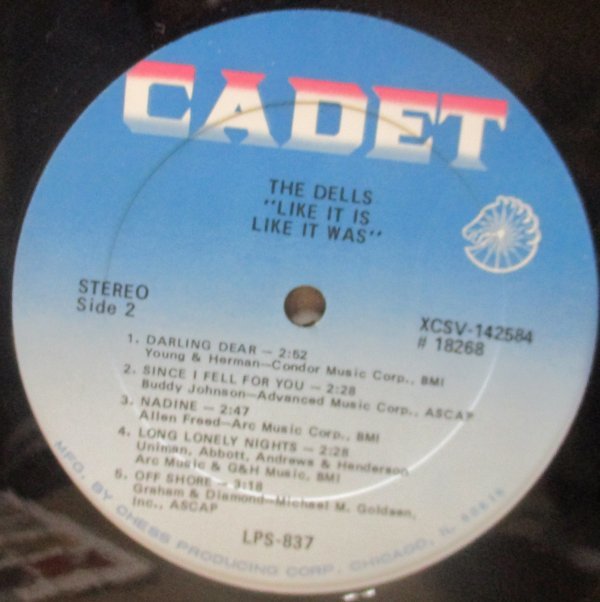 CADET
THE DELLS
"LIKE IT IS
LIKE IT WAS"
STEREO
Side 2
XCSV-142584
# 18268
1. DARLING DEAR — 2:52
Young & Herman—Condor Music Corp., BMI
2. SINCE I FELL FOR YOU — 2:28
Buddy Johnson—Advanced Music Corp., ASCAP
3. NADINE — 2:47
Allen Freed—Arc Music Corp., BMI
4. LONG LONELY NIGHTS — 2:28
Uniman, Abbott, Andrews & Henderson
Arc Music & G&H Music, BMI
5. OFF SHORE — 3:18
Graham & Diamond—Michael M. Goldsen,
Inc., ASCAP
LPS-837
MFG. BY CHESS PRODUCING CORP., CHICAGO, IL